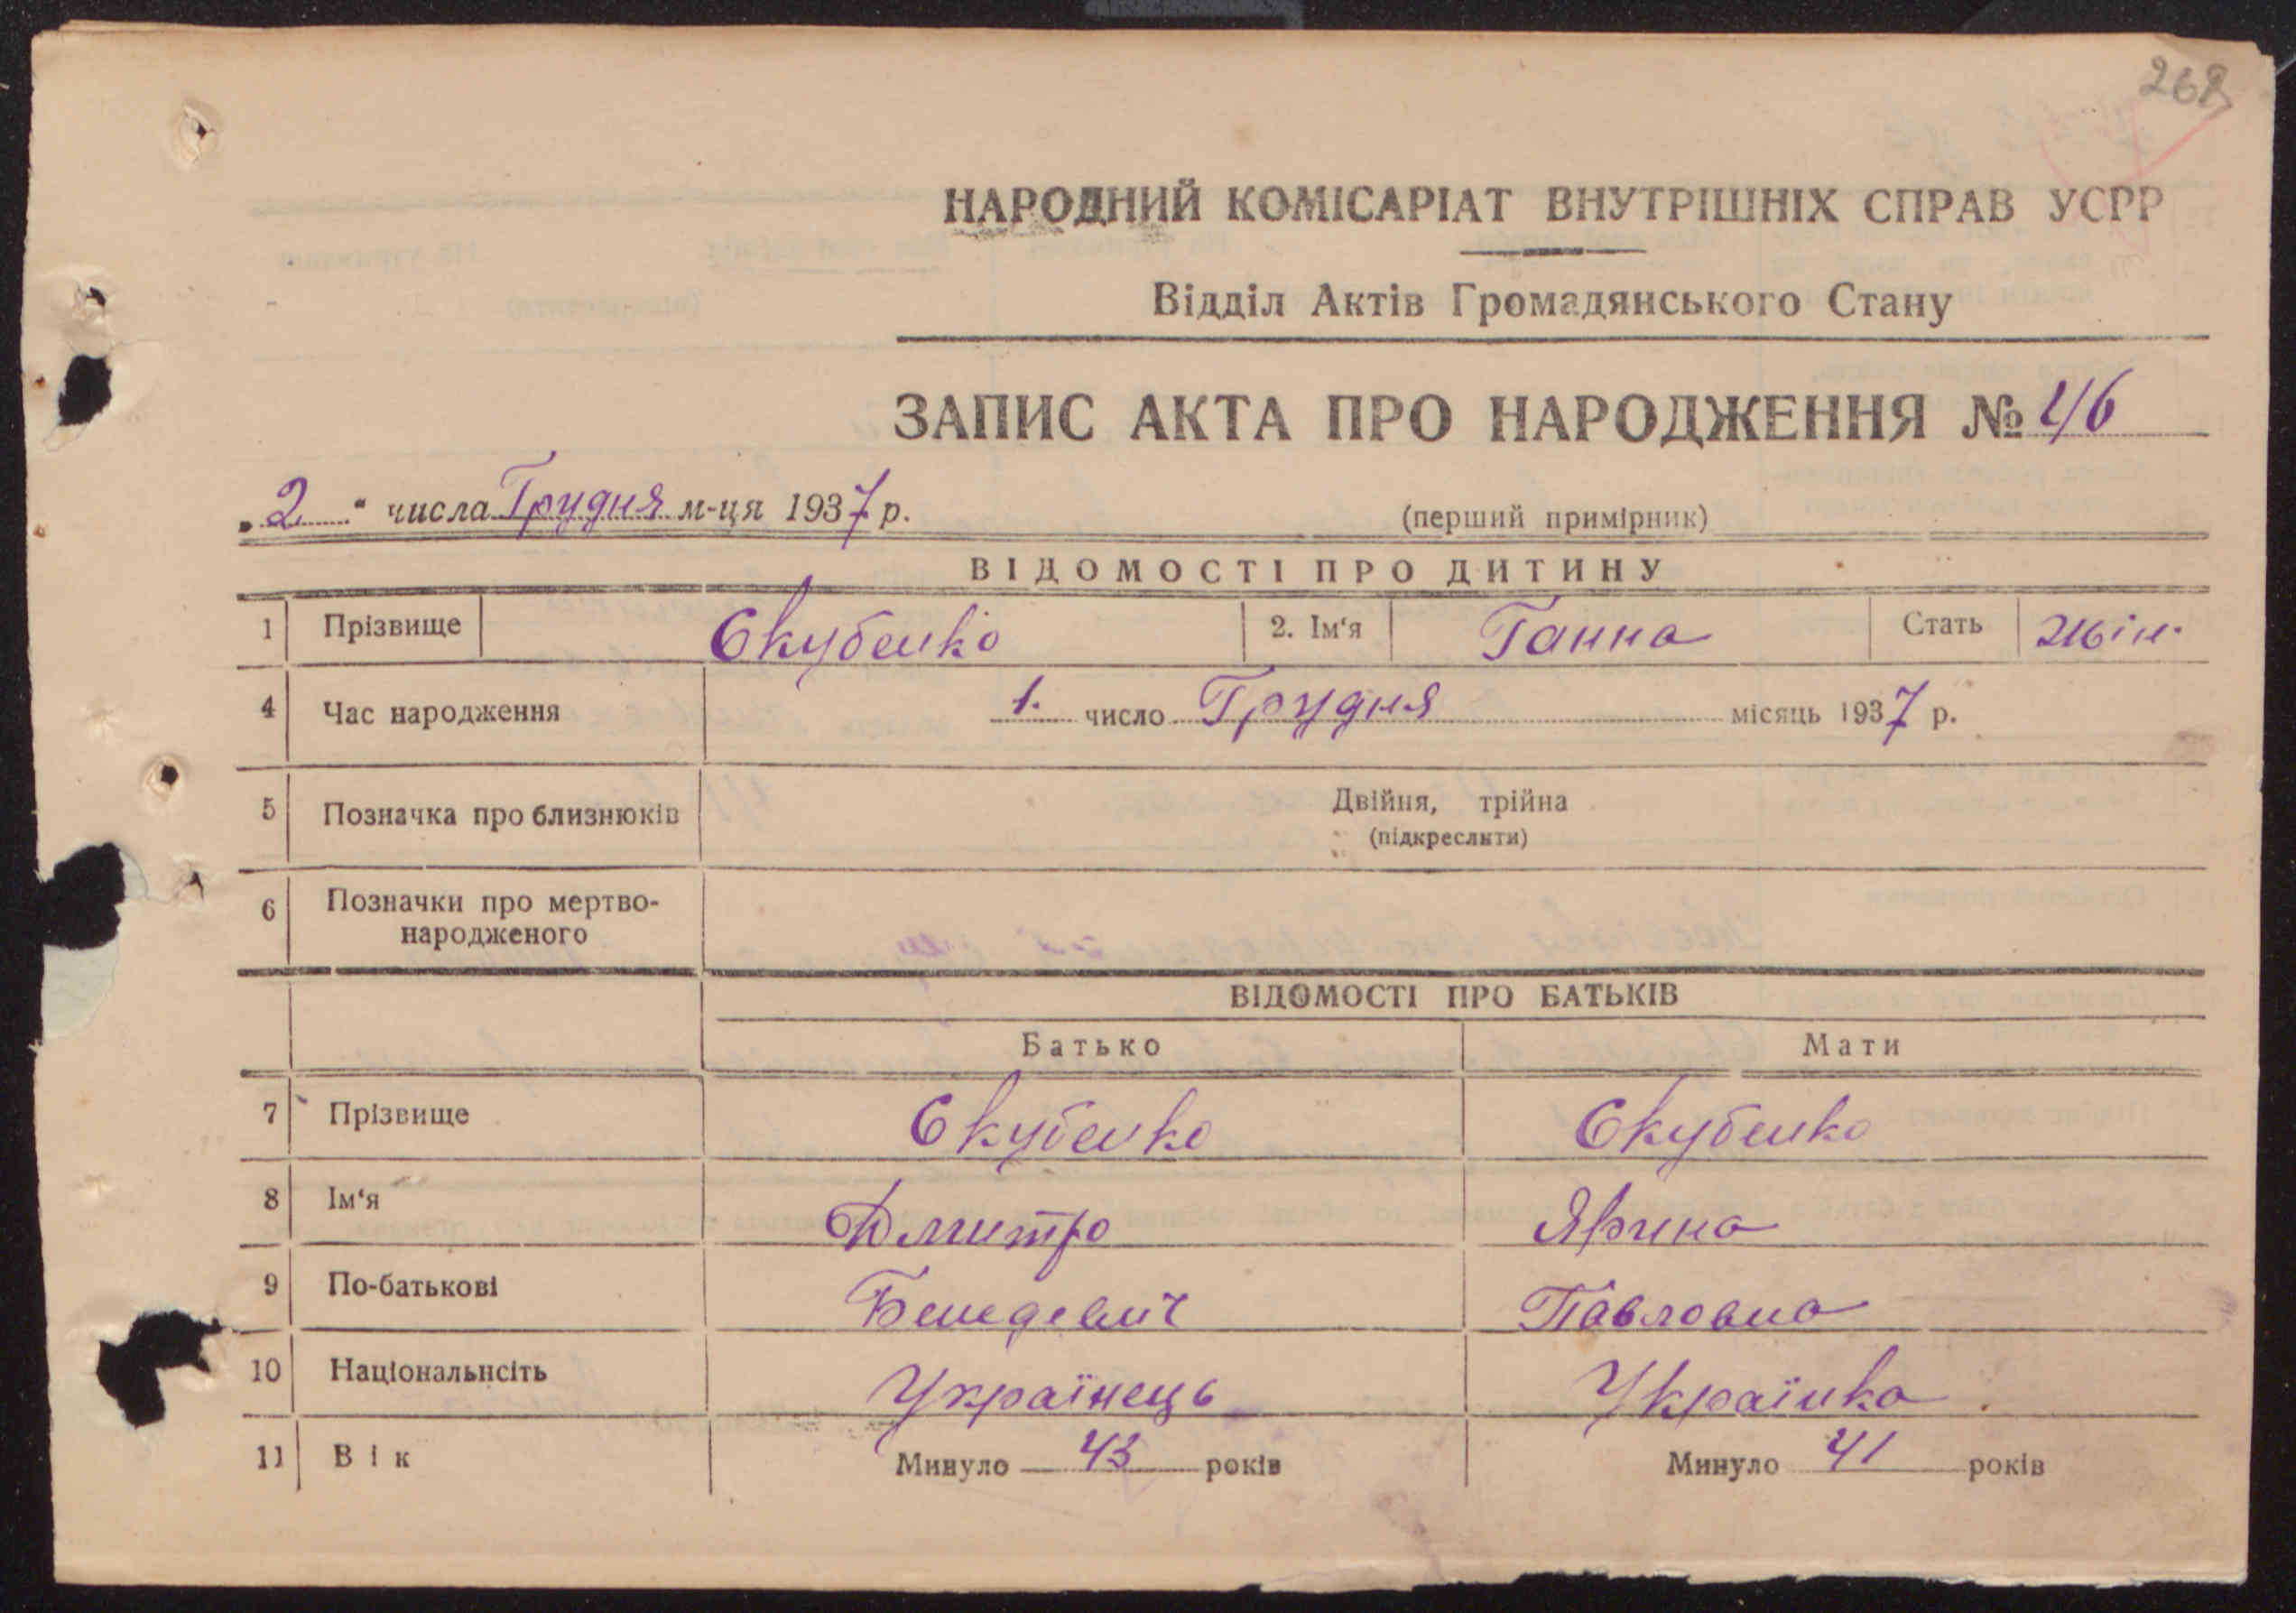 268
НАРОДНИЙ КОМІСАРІАТ ВНУТРІШНІХ СПРАВ УСРР
Відділ Актів Громадянського Стану
ЗАПИС АКТА ПРО НАРОДЖЕННЯ № 46
„2" числа Грудня м-ця 1937 р.
(перший примірник)
ВІДОМОСТІ ПРО ДИТИНУ
1 Прізвище Скубенко 2. Ім'я Ганна Стать жін.
4 Час народження 1. число Грудня місяць 1937 р.
5 Позначка про близнюків Двійня, трійна
(підкреслити)
6 Позначки про мертво-
народженого
ВІДОМОСТІ ПРО БАТЬКІВ
Батько Мати
7 Прізвище Скубенко Скубенко
8 Ім'я Дмитро Ярина
9 По-батькові Павловна
10 Національнсіть Українець Українка
11 Вік Минуло 43 років Минуло 41 років